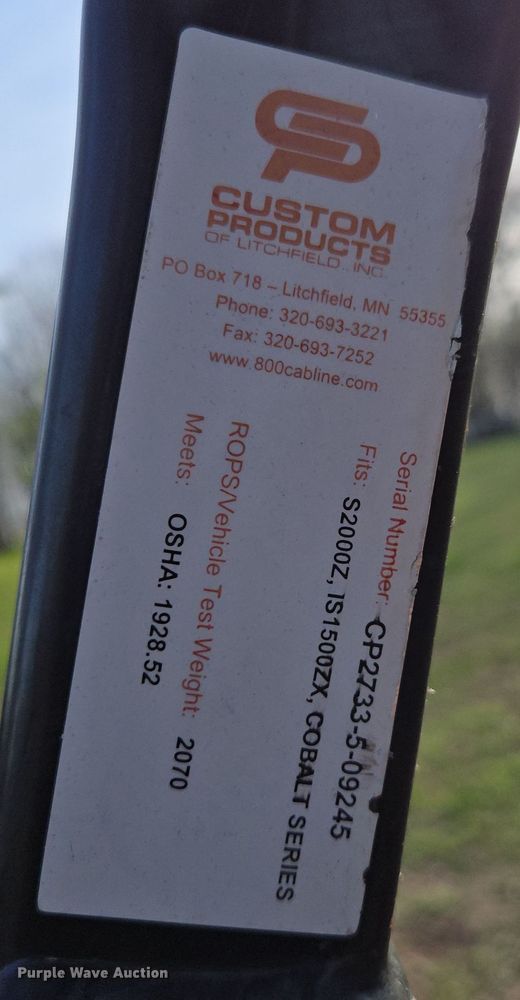 CP
CUSTOM
PRODUCTS
OF LITCHFIELD, INC.
PO Box 718 – Litchfield, MN 55355
Phone: 320-693-3221
Fax: 320-693-7252
www.800cabline.com
Serial Number: CP2733-5-09245
Fits: S2000Z, IS1500ZX, COBALT SERIES
ROPS/Vehicle Test Weight: 2070
Meets: OSHA: 1928.52
Purple Wave Auction